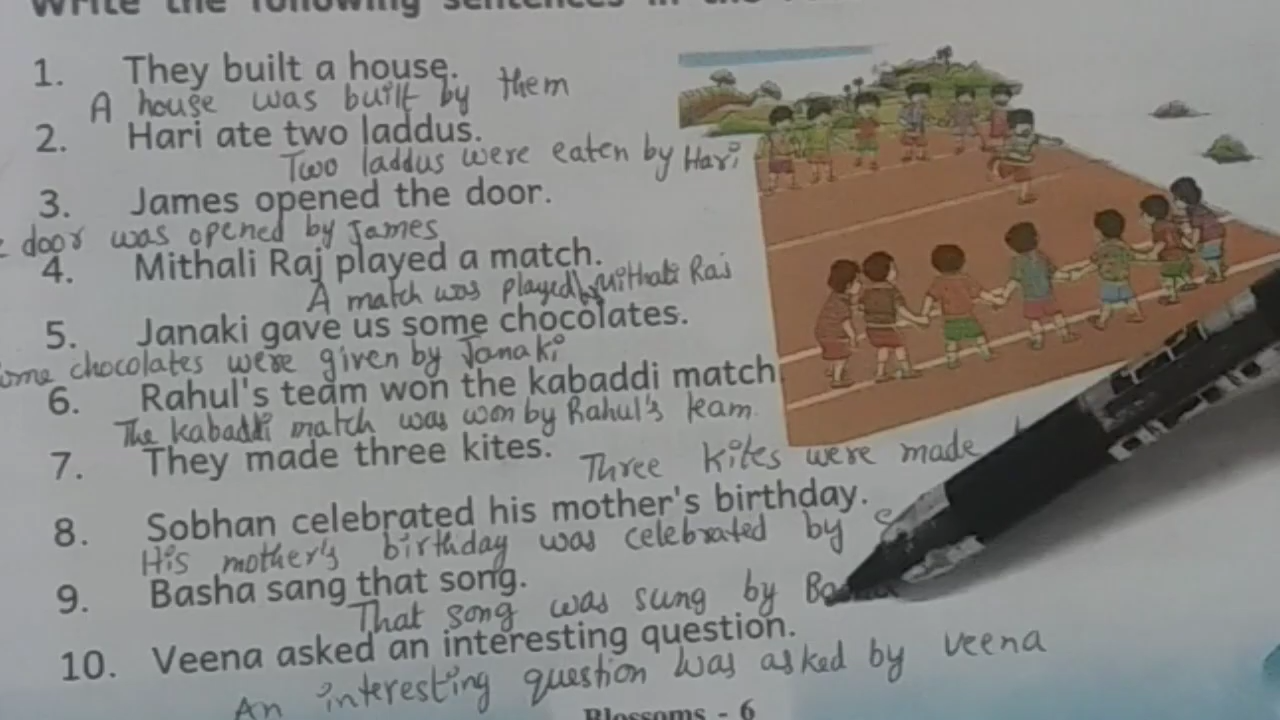 Write the following sentences in the
1. They built a house.
A house was built by them
2. Hari ate two laddus.
Two laddus were eaten by Hari
3. James opened the door.
door was opened by James
4. Mithali Raj played a match.
A match was played by Mithali Raj
5. Janaki gave us some chocolates.
ome chocolates were given by Janaki
6. Rahul's team won the kabaddi match
The kabaddi match was won by Rahul's team.
7. They made three kites.
Three kites were made
8. Sobhan celebrated his mother's birthday.
His mother's birthday was celebrated by
9. Basha sang that song.
That song was sung by
10. Veena asked an interesting question.
An interesting question was asked by veena
Blossoms - 6